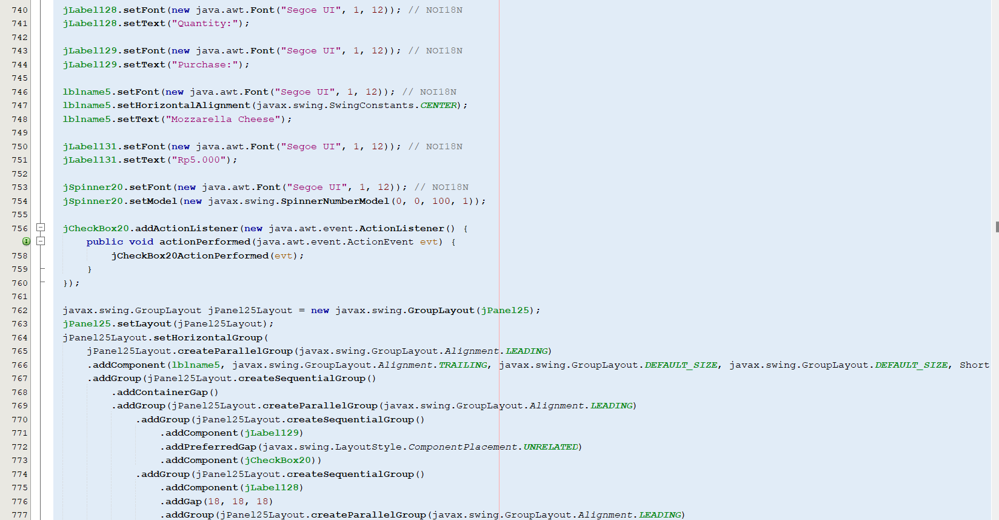 740 jLabel128.setFont(new java.awt.Font("Segoe UI", 1, 12)); // NOI18N
741 jLabel128.setText("Quantity:");
742
743 jLabel129.setFont(new java.awt.Font("Segoe UI", 1, 12)); // NOI18N
744 jLabel129.setText("Purchase:");
745
746 lblname5.setFont(new java.awt.Font("Segoe UI", 1, 12)); // NOI18N
747 lblname5.setHorizontalAlignment(javax.swing.SwingConstants.CENTER);
748 lblname5.setText("Mozzarella Cheese");
749
750 jLabel131.setFont(new java.awt.Font("Segoe UI", 1, 12)); // NOI18N
751 jLabel131.setText("Rp5.000");
752
753 jSpinner20.setFont(new java.awt.Font("Segoe UI", 1, 12)); // NOI18N
754 jSpinner20.setModel(new javax.swing.SpinnerNumberModel(0, 0, 100, 1));
755
756 jCheckBox20.addActionListener(new java.awt.event.ActionListener() {
public void actionPerformed(java.awt.event.ActionEvent evt) {
758 jCheckBox20ActionPerformed(evt);
759 }
760 });
761
762 javax.swing.GroupLayout jPanel25Layout = new javax.swing.GroupLayout(jPanel25);
763 jPanel25.setLayout(jPanel25Layout);
764 jPanel25Layout.setHorizontalGroup(
765 jPanel25Layout.createParallelGroup(javax.swing.GroupLayout.Alignment.LEADING)
766 .addComponent(lblname5, javax.swing.GroupLayout.Alignment.TRAILING, javax.swing.GroupLayout.DEFAULT_SIZE, javax.swing.GroupLayout.DEFAULT_SIZE, Short
767 .addGroup(jPanel25Layout.createSequentialGroup()
768 .addContainerGap()
769 .addGroup(jPanel25Layout.createParallelGroup(javax.swing.GroupLayout.Alignment.LEADING)
770 .addGroup(jPanel25Layout.createSequentialGroup()
771 .addComponent(jLabel129)
772 .addPreferredGap(javax.swing.LayoutStyle.ComponentPlacement.UNRELATED)
773 .addComponent(jCheckBox20))
774 .addGroup(jPanel25Layout.createSequentialGroup()
775 .addComponent(jLabel128)
776 .addGap(18, 18, 18)
777 .addGroup(jPanel25Layout.createParallelGroup(javax.swing.GroupLayout.Alignment.LEADING)